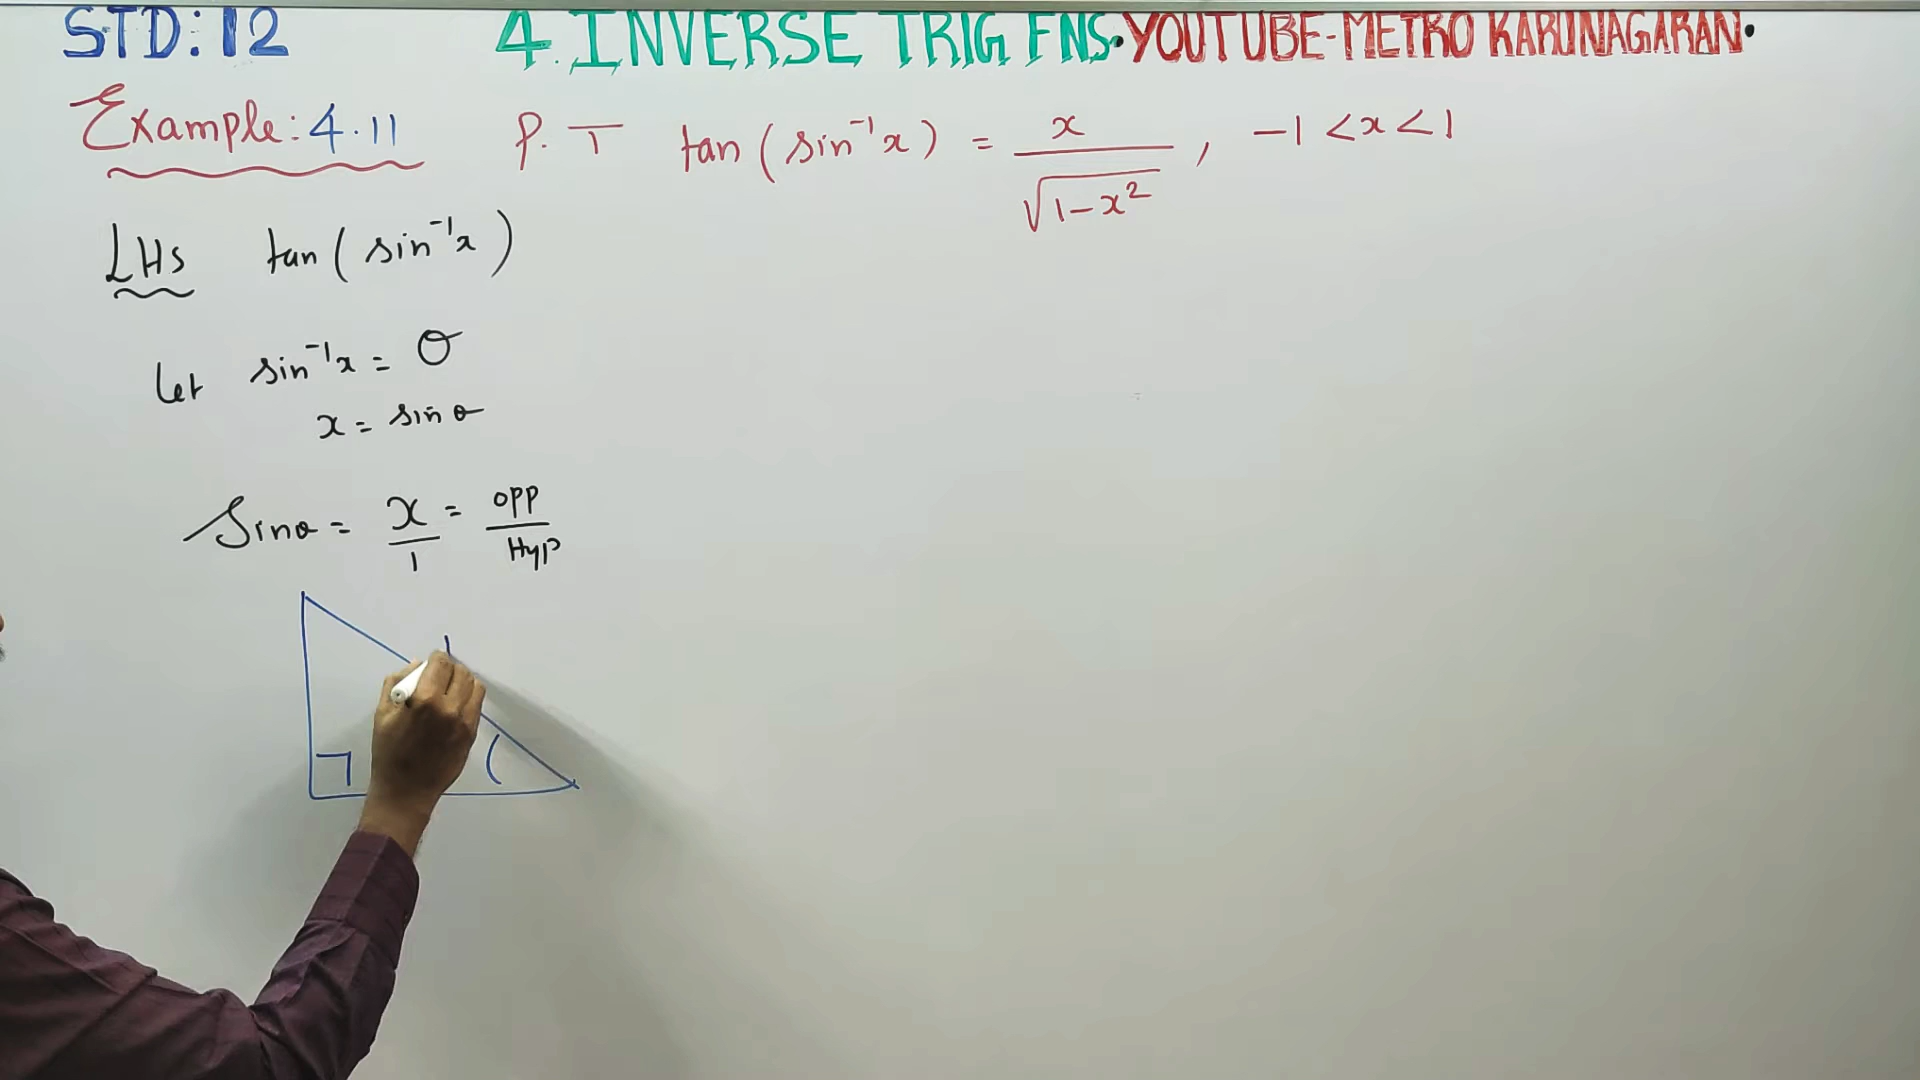 STD: 12 4. INVERSE TRIG FNS. YOUTUBE-METRO KARUNAGARAN.
Example: 4.11 P.T tan(sin⁻¹x) = x/√(1-x²), -1 < x < 1
LHS tan(sin⁻¹x)
Let sin⁻¹x = θ
x = sin θ
Sinθ = x/1 = opp/Hyp
1